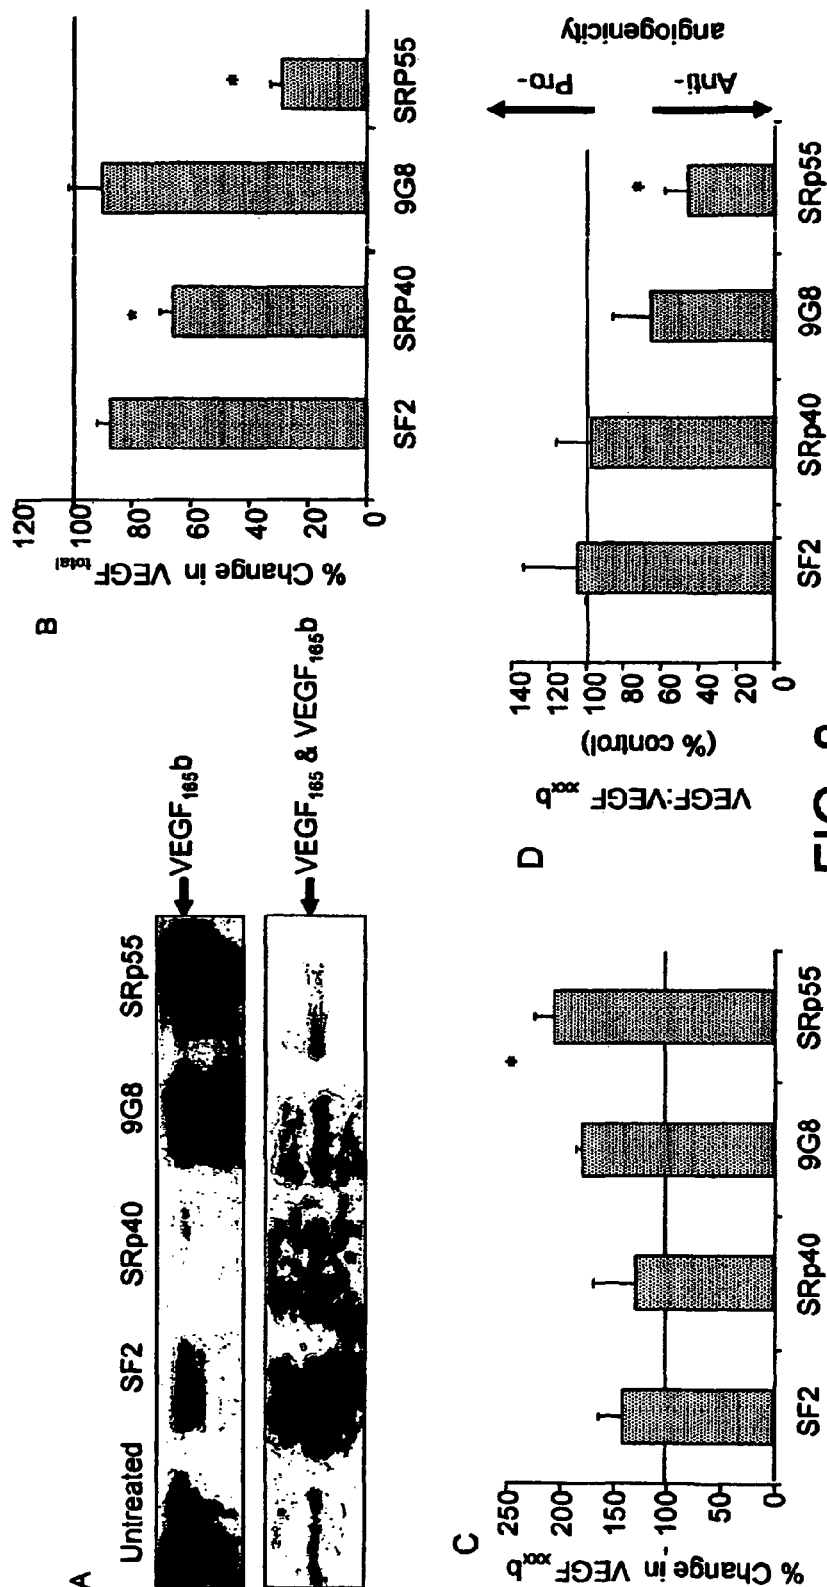 A
Untreated SF2 SRp40 9G8 SRp55
VEGF165b
VEGF165 & VEGF165b
B
% Change in VEGFtotal
120
100
80
60
40
20
0
SF2 SRP40 9G8 SRP55
*
*
C
% Change in VEGFxxxb
250
200
150
100
50
0
SF2 SRp40 9G8 SRp55
*
D
VEGF:VEGFxxxb
(% control)
140
120
100
80
60
40
20
0
SF2 SRp40 9G8 SRp55
*
Pro-
Anti-
angiogenicity